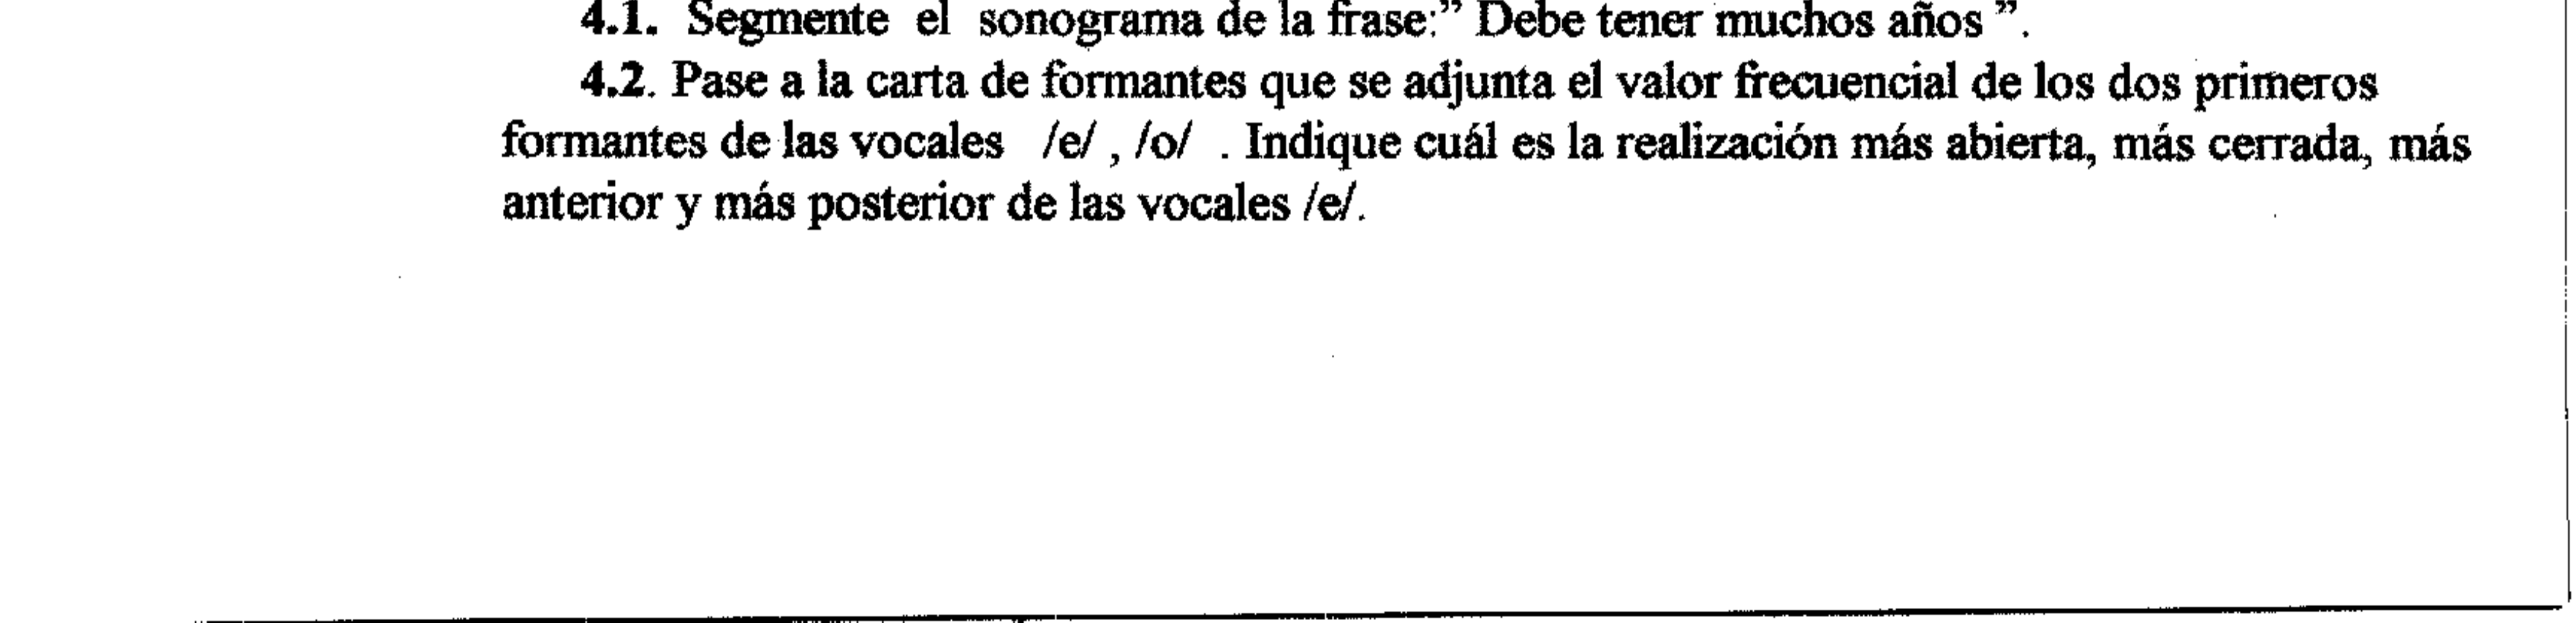 4.1. Segmente el sonograma de la frase:” Debe tener muchos años ”.
4.2. Pase a la carta de formantes que se adjunta el valor frecuencial de los dos primeros
formantes de las vocales /e/ , /o/ . Indique cuál es la realización más abierta, más cerrada, más
anterior y más posterior de las vocales /e/.